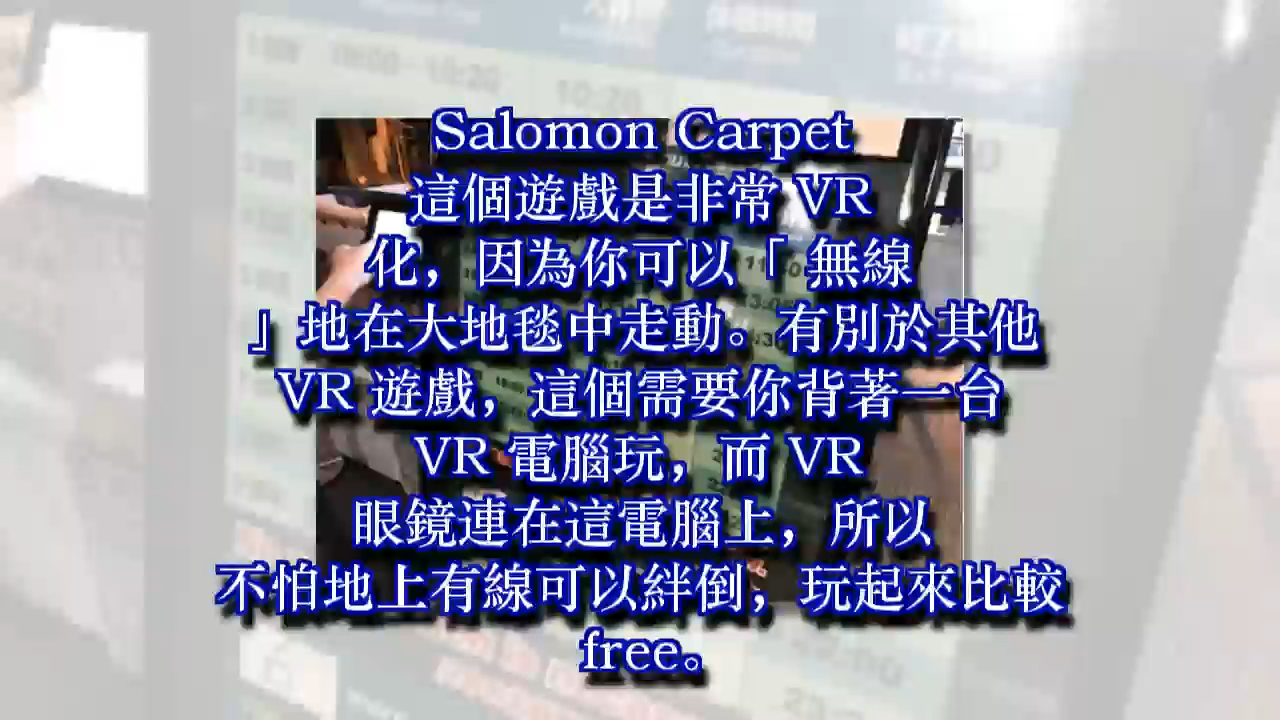 Salomon Carpet
這個遊戲是非常 VR
化，因為你可以「 無線
」地在大地毯中走動。有別於其他
VR 遊戲，這個需要你背著一台
VR 電腦玩，而 VR
眼鏡連在這電腦上，所以
不怕地上有線可以絆倒，玩起來比較
free。